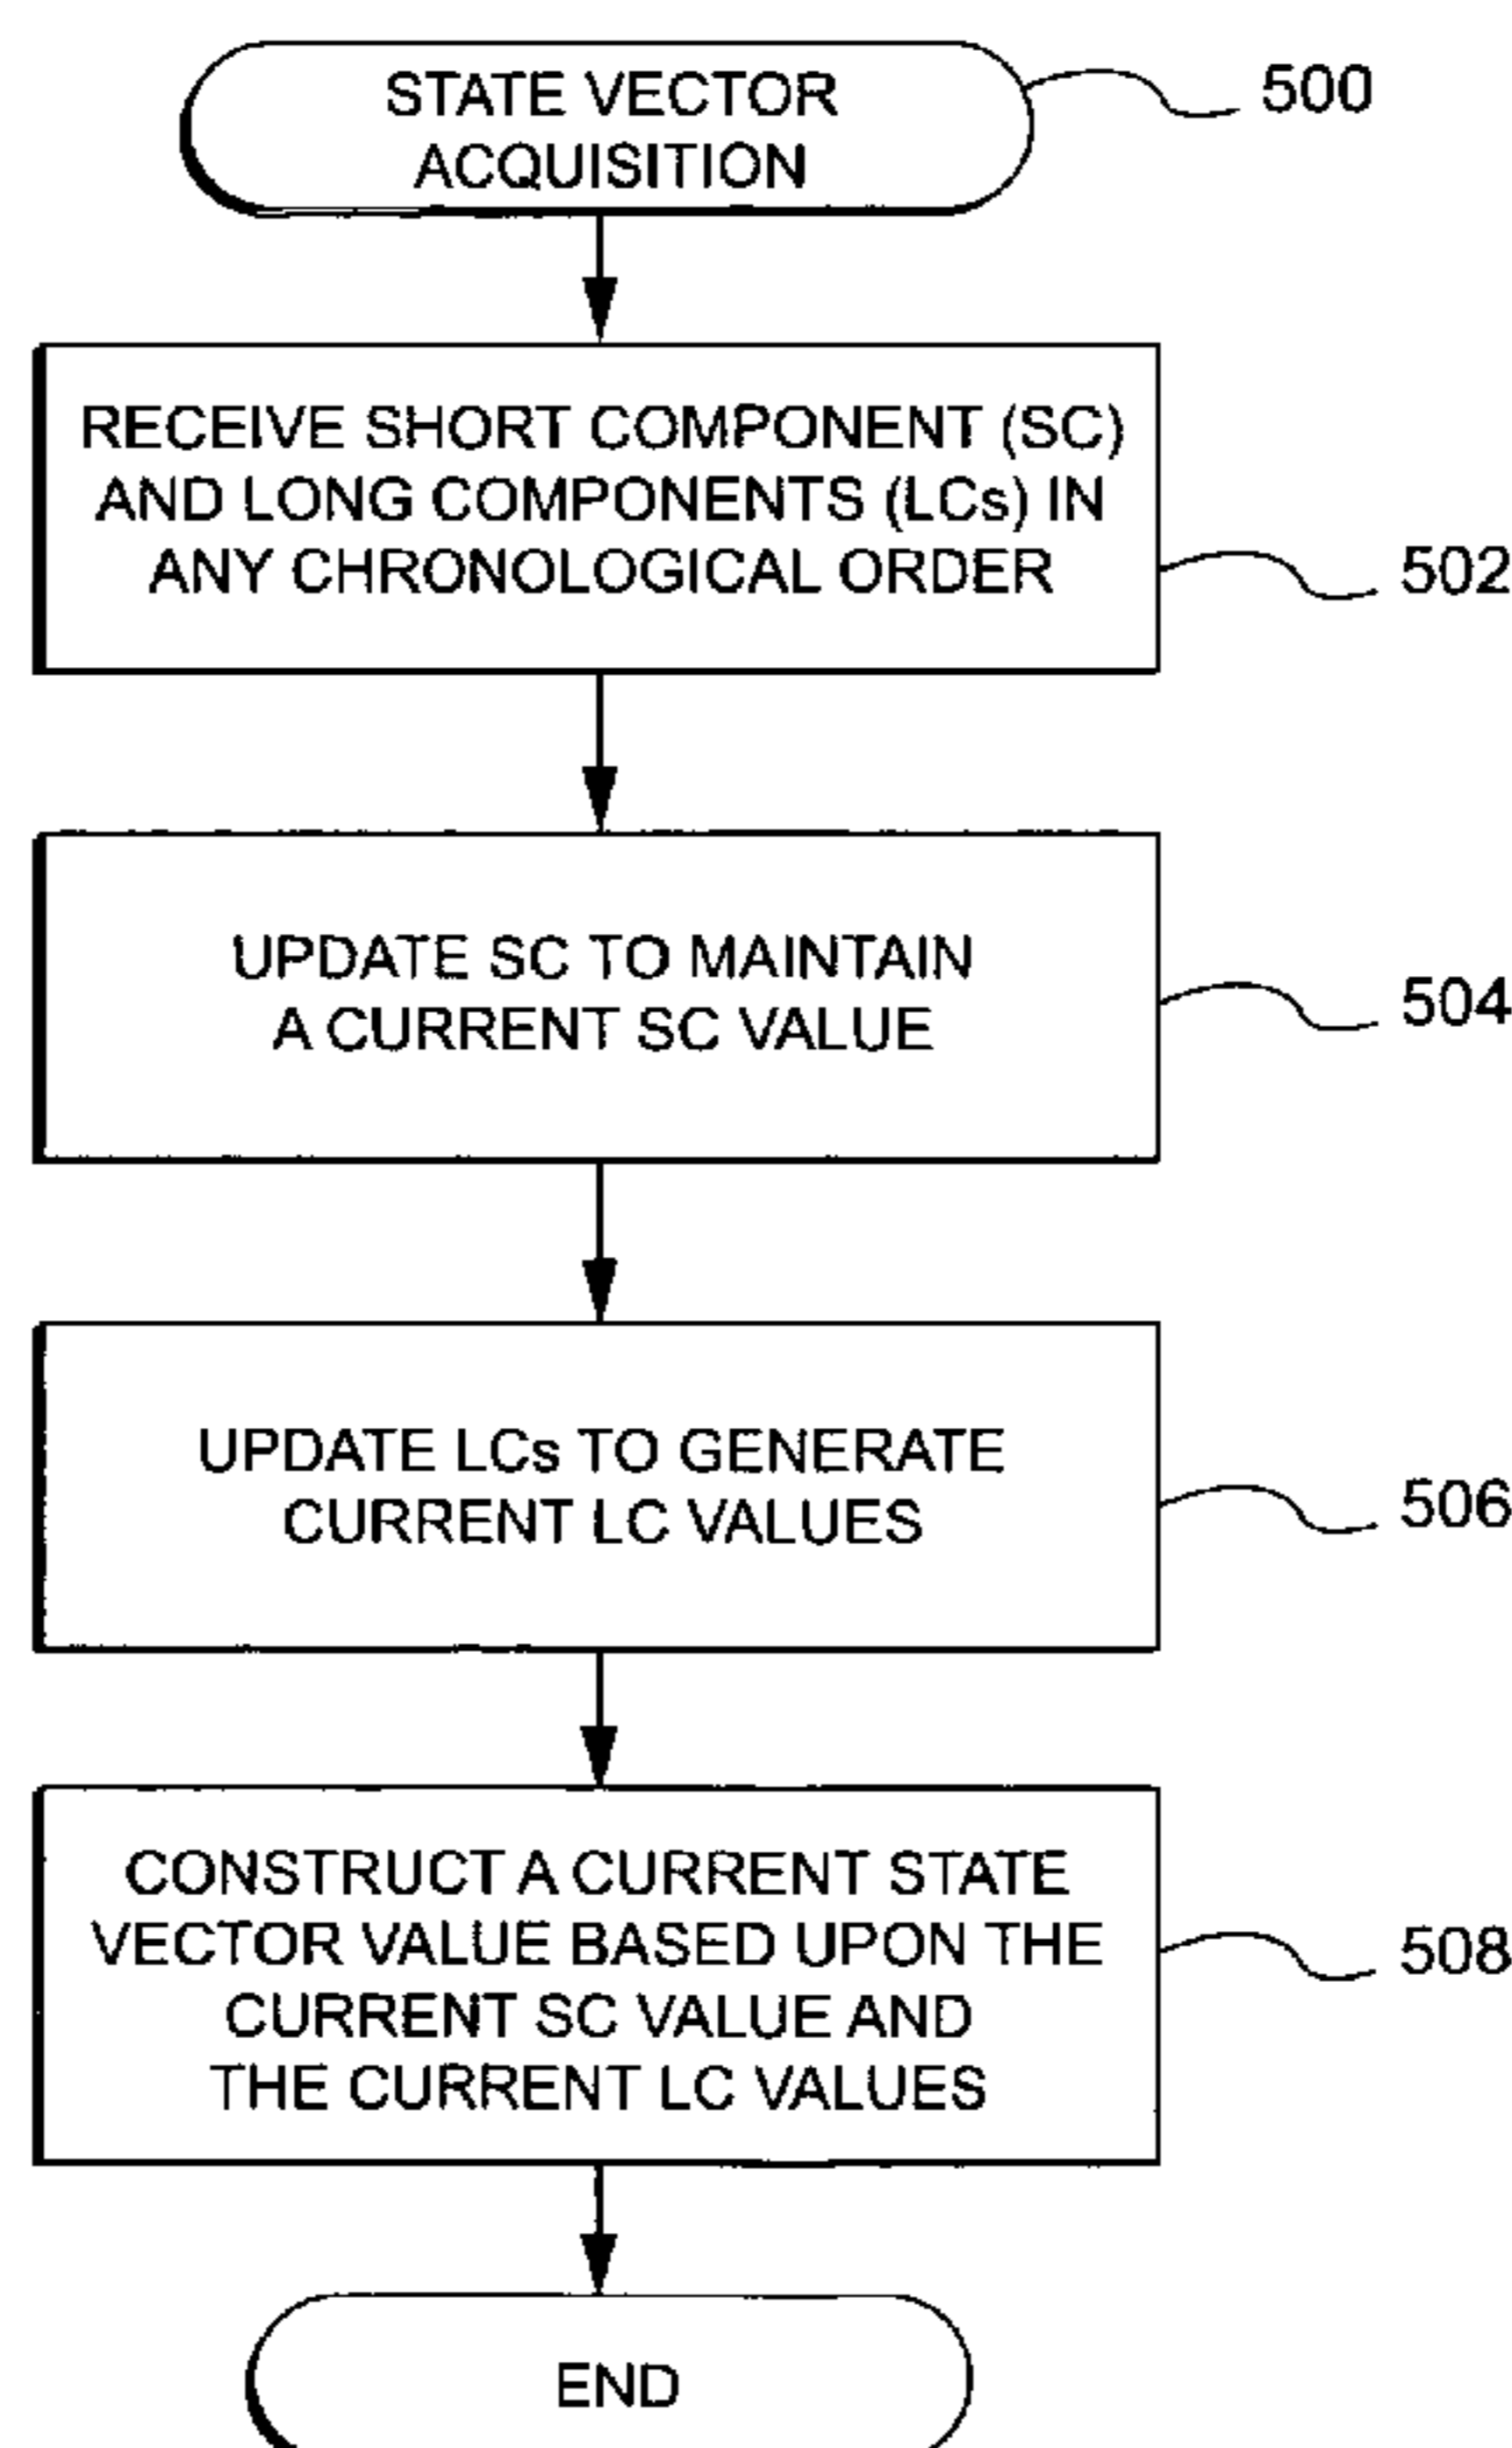 STATE VECTOR
ACQUISITION
500
RECEIVE SHORT COMPONENT (SC)
AND LONG COMPONENTS (LCs) IN
ANY CHRONOLOGICAL ORDER
502
UPDATE SC TO MAINTAIN
A CURRENT SC VALUE
504
UPDATE LCs TO GENERATE
CURRENT LC VALUES
506
CONSTRUCT A CURRENT STATE
VECTOR VALUE BASED UPON THE
CURRENT SC VALUE AND
THE CURRENT LC VALUES
508
END